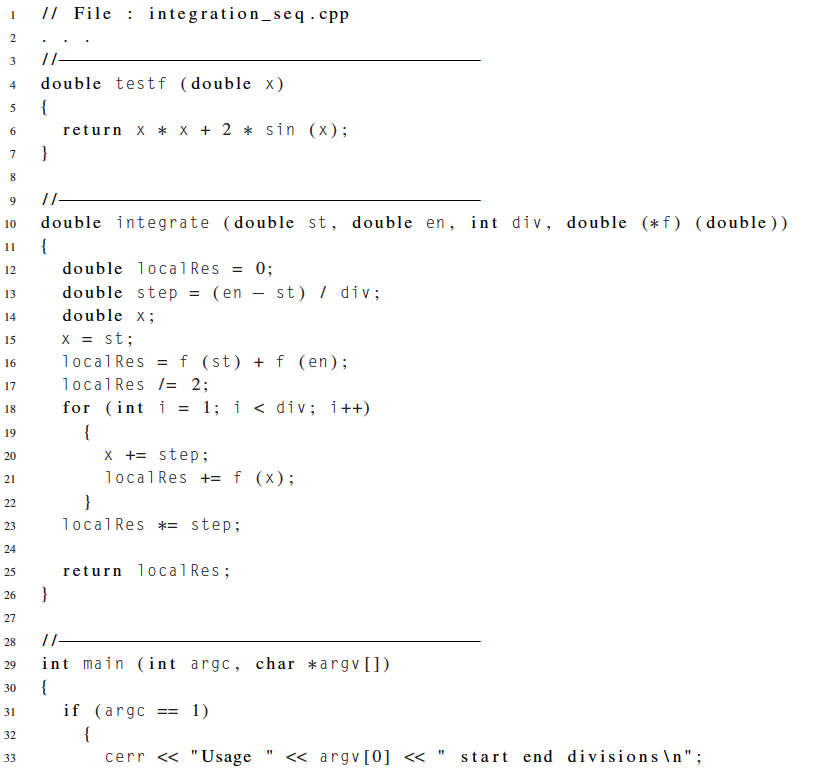 1 // File : integration_seq.cpp
2 . . .
3 //————————————————————
4 double testf (double x)
5 {
6   return x * x + 2 * sin (x);
7 }
8
9 //————————————————————
10 double integrate (double st, double en, int div, double (*f) (double))
11 {
12   double localRes = 0;
13   double step = (en − st) / div;
14   double x;
15   x = st;
16   localRes = f (st) + f (en);
17   localRes /= 2;
18   for (int i = 1; i < div; i++)
19     {
20       x += step;
21       localRes += f (x);
22     }
23   localRes *= step;
24
25   return localRes;
26 }
27
28 //————————————————————
29 int main (int argc, char *argv[])
30 {
31   if (argc == 1)
32     {
33       cerr << "Usage " << argv[0] << " start end divisions\n";